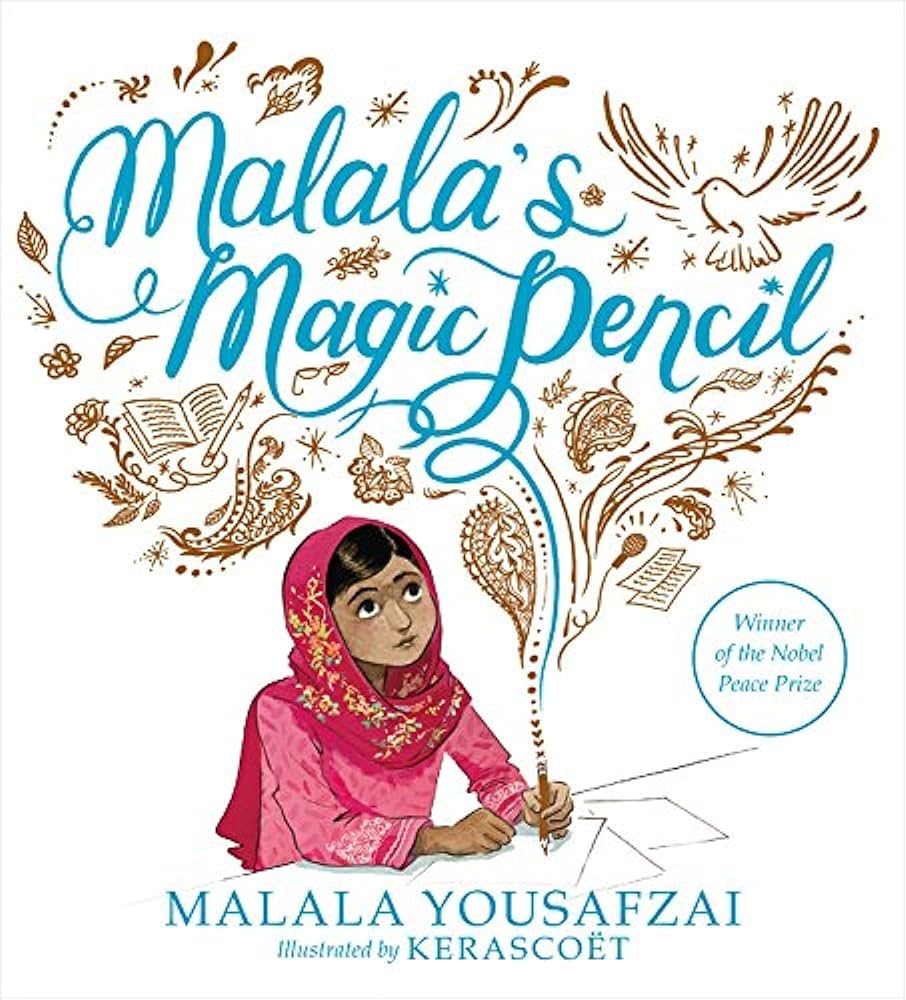 Malala's
Magic Pencil
Winner
of the Nobel
Peace Prize
MALALA YOUSAFZAI
Illustrated by KERASCOËT